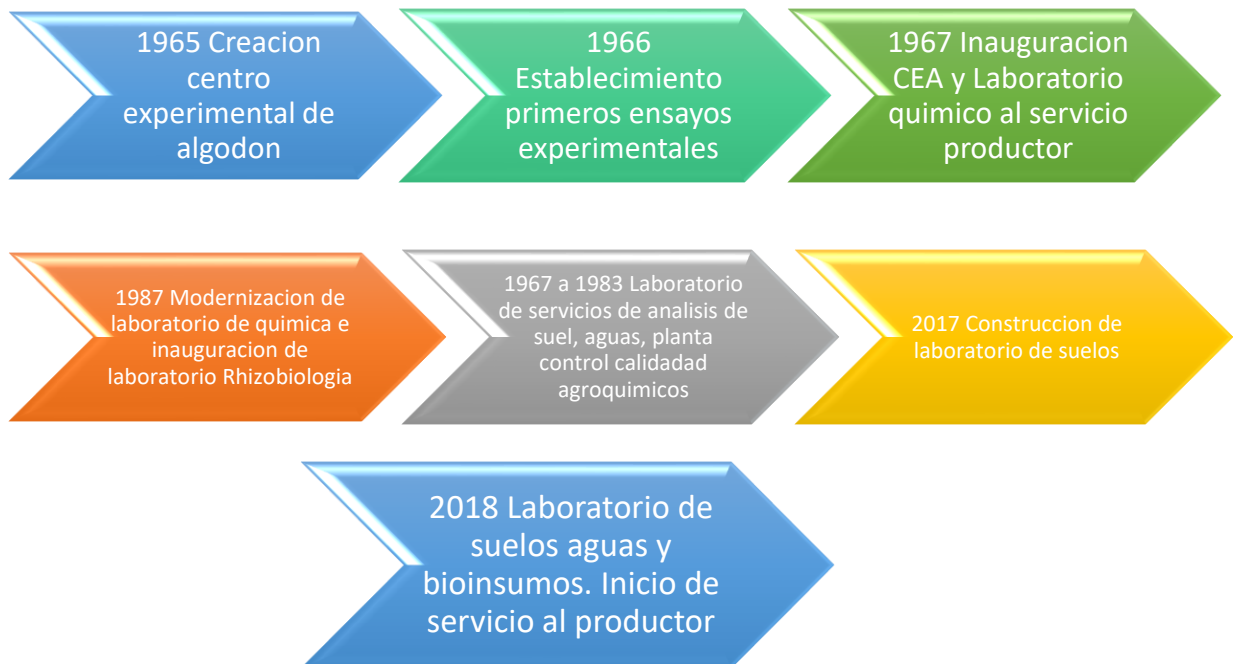 1965 Creacion
centro
experimental de
algodon
1966
Establecimiento
primeros ensayos
experimentales
1967 Inauguracion
CEA y Laboratorio
quimico al servicio
productor
1987 Modernizacion de
laboratorio de quimica e
inauguracion de
laboratorio Rhizobiologia
1967 a 1983 Laboratorio
de servicios de analisis de
suel, aguas, planta
control calidadad
agroquimicos
2017 Construccion de
laboratorio de suelos
2018 Laboratorio de
suelos aguas y
bioinsumos. Inicio de
servicio al productor